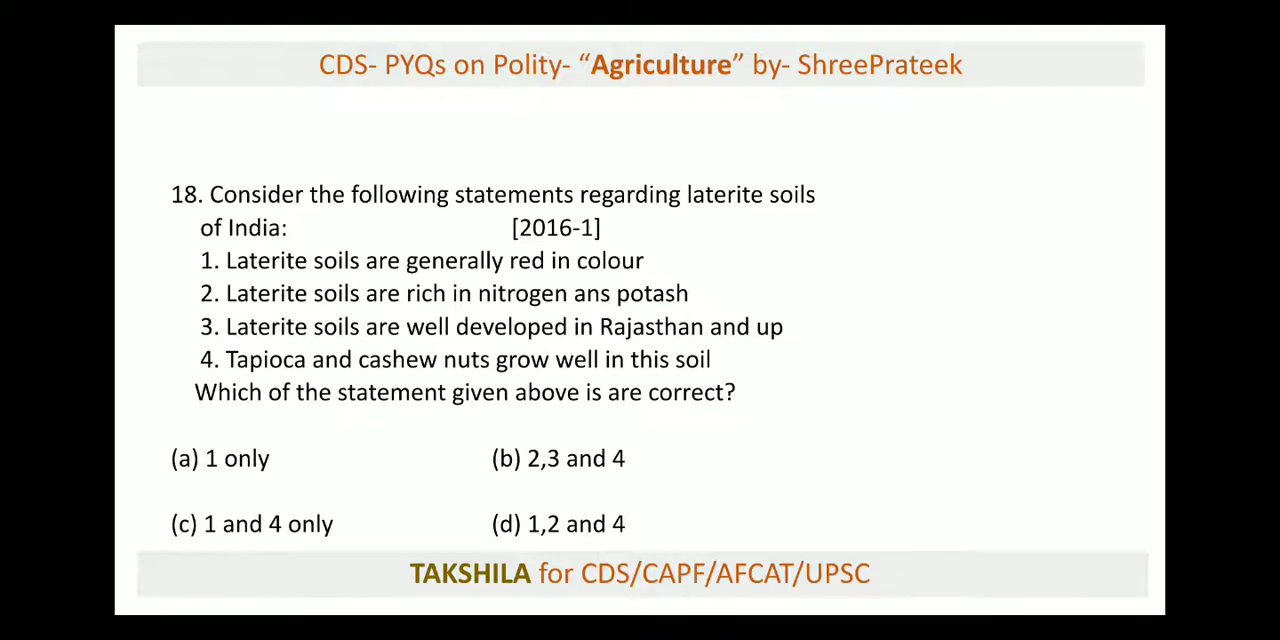 CDS- PYQs on Polity- “Agriculture” by- ShreePrateek
18. Consider the following statements regarding laterite soils
of India: [2016-1]
1. Laterite soils are generally red in colour
2. Laterite soils are rich in nitrogen ans potash
3. Laterite soils are well developed in Rajasthan and up
4. Tapioca and cashew nuts grow well in this soil
Which of the statement given above is are correct?
(a) 1 only (b) 2,3 and 4
(c) 1 and 4 only (d) 1,2 and 4
TAKSHILA for CDS/CAPF/AFCAT/UPSC